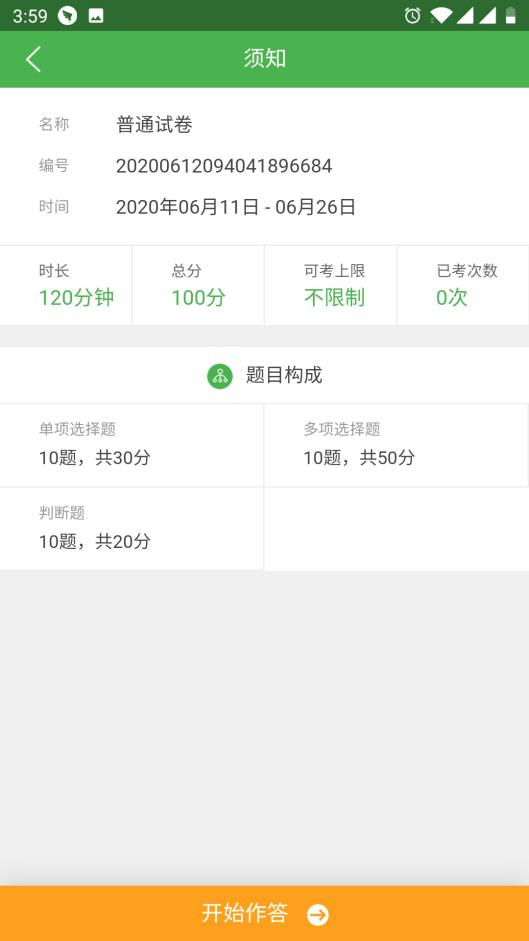 3:59
须知
名称 普通试卷
编号 20200612094041896684
时间 2020年06月11日 - 06月26日
时长 总分 可考上限 已考次数
120分钟 100分 不限制 0次
题目构成
单项选择题 多项选择题
10题，共30分 10题，共50分
判断题
10题，共20分
开始作答